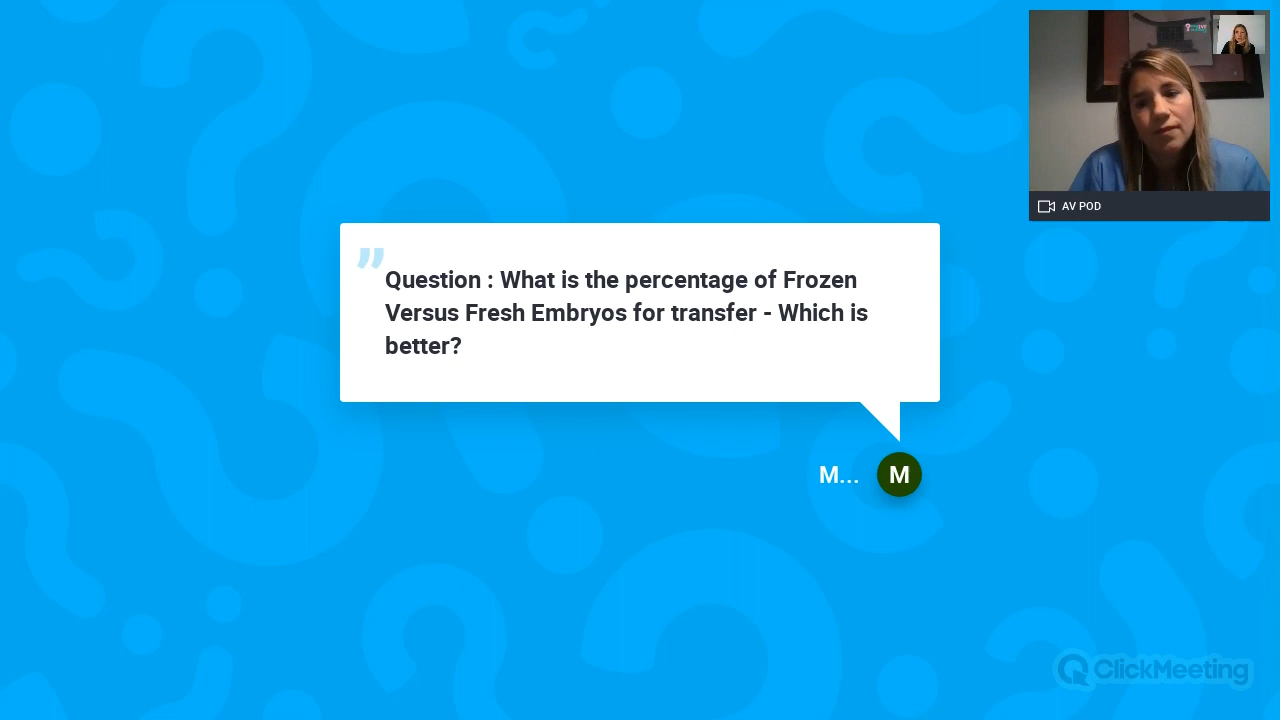 AV POD
Question : What is the percentage of Frozen
Versus Fresh Embryos for transfer - Which is
better?
M... M
ClickMeeting